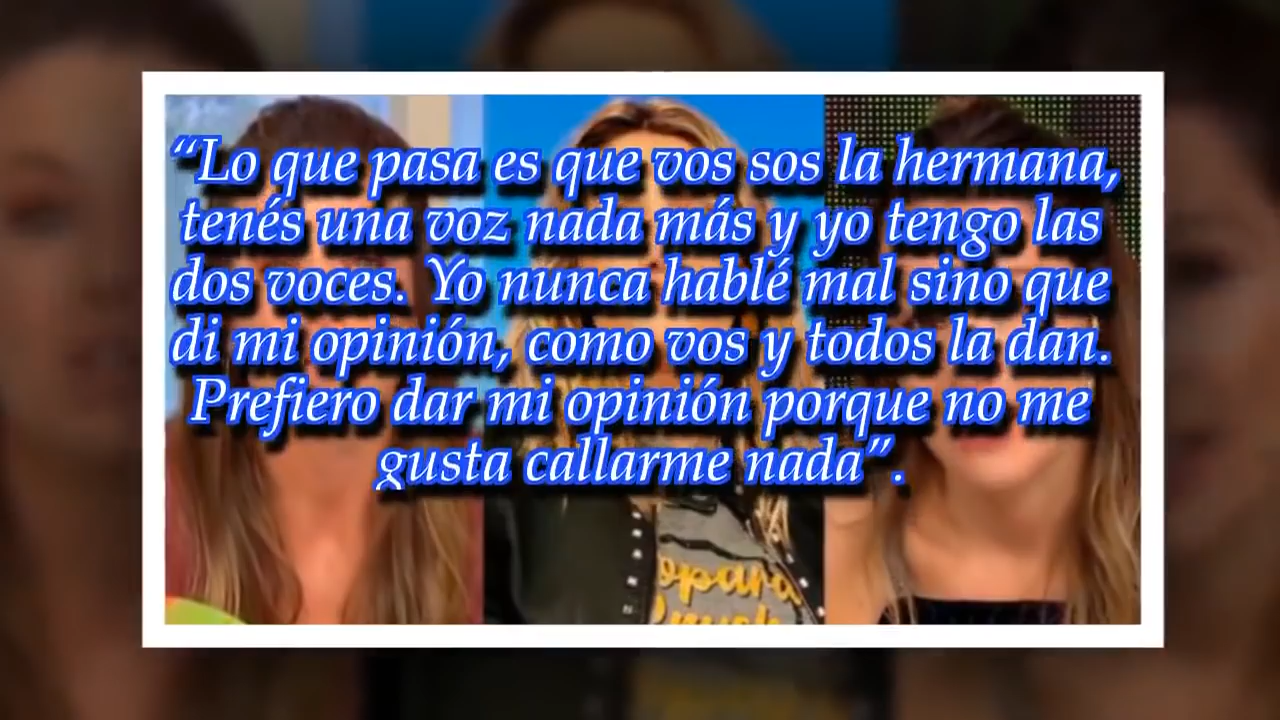 “Lo que pasa es que vos sos la hermana,
tenés una voz nada más y yo tengo las
dos voces. Yo nunca hablé mal sino que
di mi opinión, como vos y todos la dan.
Prefiero dar mi opinión porque no me
gusta callarme nada”.
opara